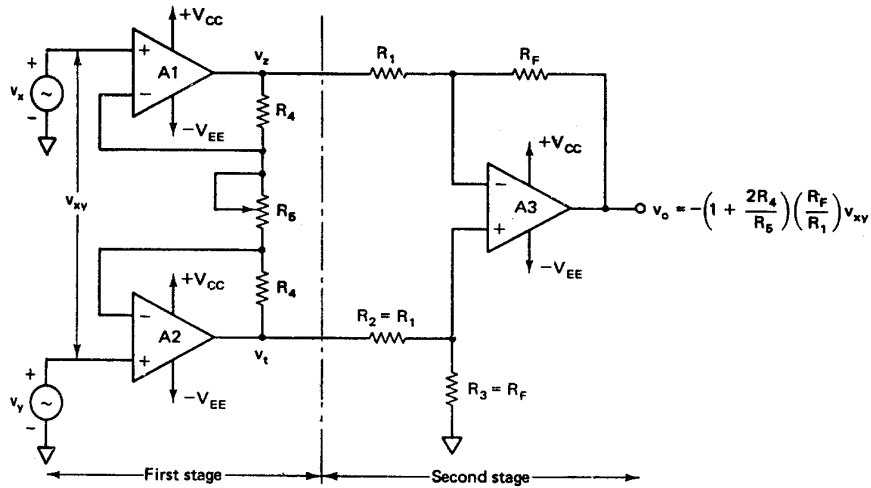 +V_CC
+
v_x
~
-
+
A1
-
-V_EE
v_z
R_4
v_xy
R_5
R_4
+V_CC
-
A2
+
-V_EE
v_t
+
v_y
~
-
R_1
R_F
+V_CC
-
A3
+
-V_EE
v_o = -(1 + 2R_4/R_5)(R_F/R_1) v_xy
R_2 = R_1
R_3 = R_F
First stage
Second stage